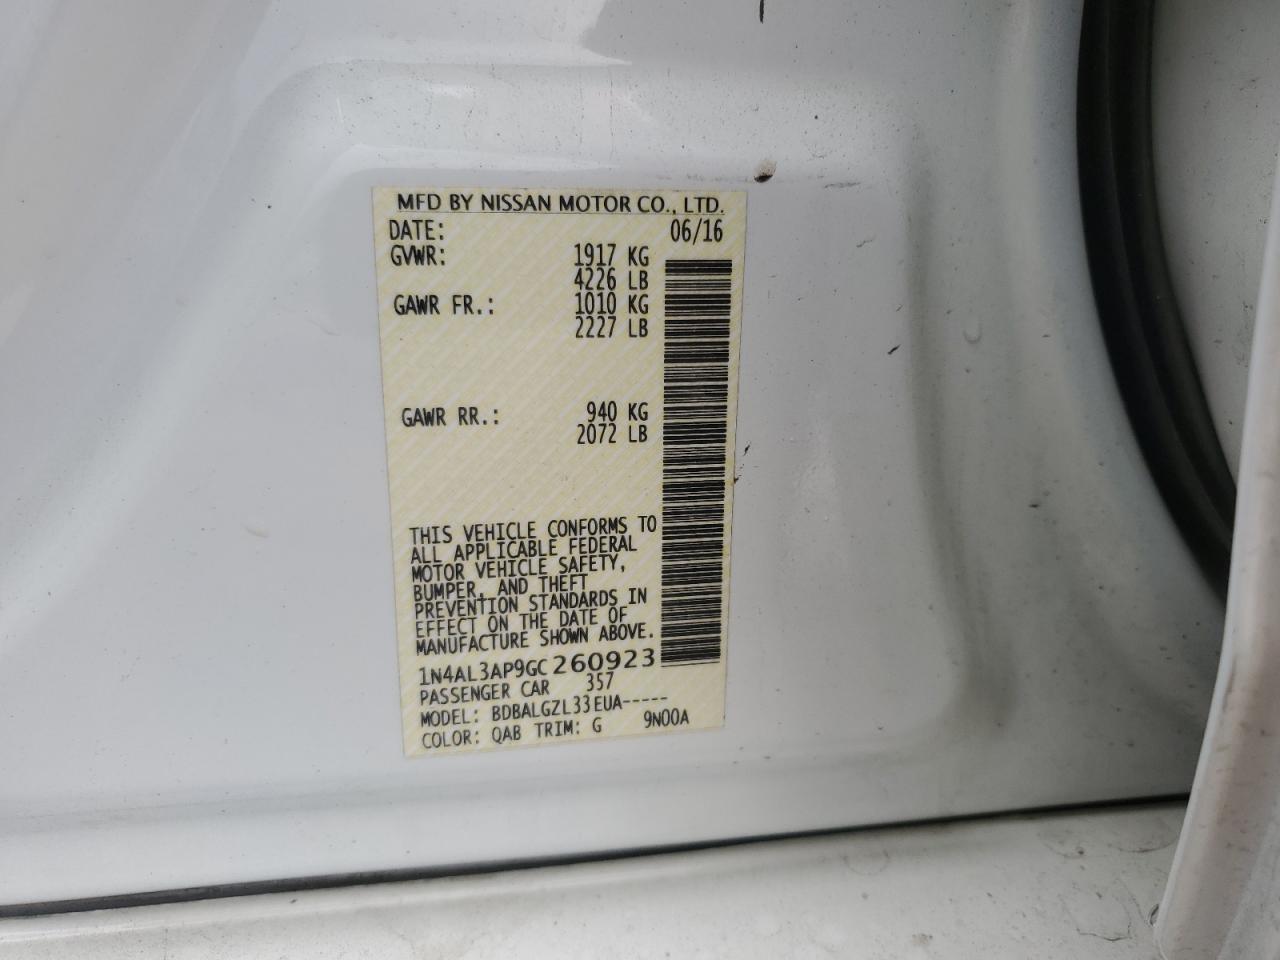 MFD BY NISSAN MOTOR CO., LTD.
DATE: 06/16
GVWR: 1917 KG
4226 LB
GAWR FR.: 1010 KG
2227 LB
GAWR RR.: 940 KG
2072 LB
THIS VEHICLE CONFORMS TO
ALL APPLICABLE FEDERAL
MOTOR VEHICLE SAFETY,
BUMPER, AND THEFT
PREVENTION STANDARDS IN
EFFECT ON THE DATE OF
MANUFACTURE SHOWN ABOVE.
1N4AL3AP9GC260923
PASSENGER CAR 357
MODEL: BDBALGZL33EUA-----
COLOR: QAB TRIM: G 9N00A